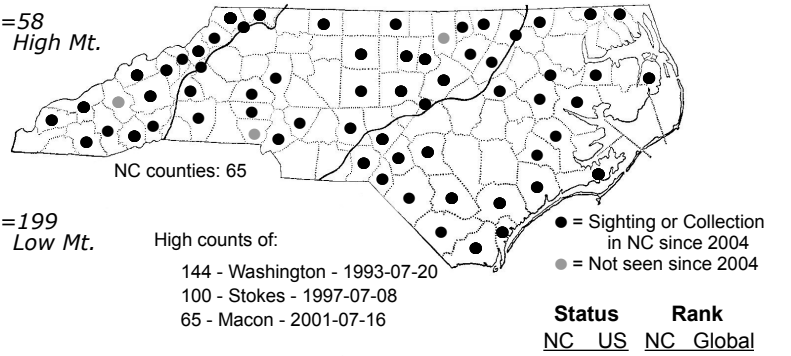 =58
High Mt.
NC counties: 65
=199
Low Mt.
High counts of:
144 - Washington - 1993-07-20
100 - Stokes - 1997-07-08
65 - Macon - 2001-07-16
= Sighting or Collection
in NC since 2004
= Not seen since 2004
Status Rank
NC US NC Global